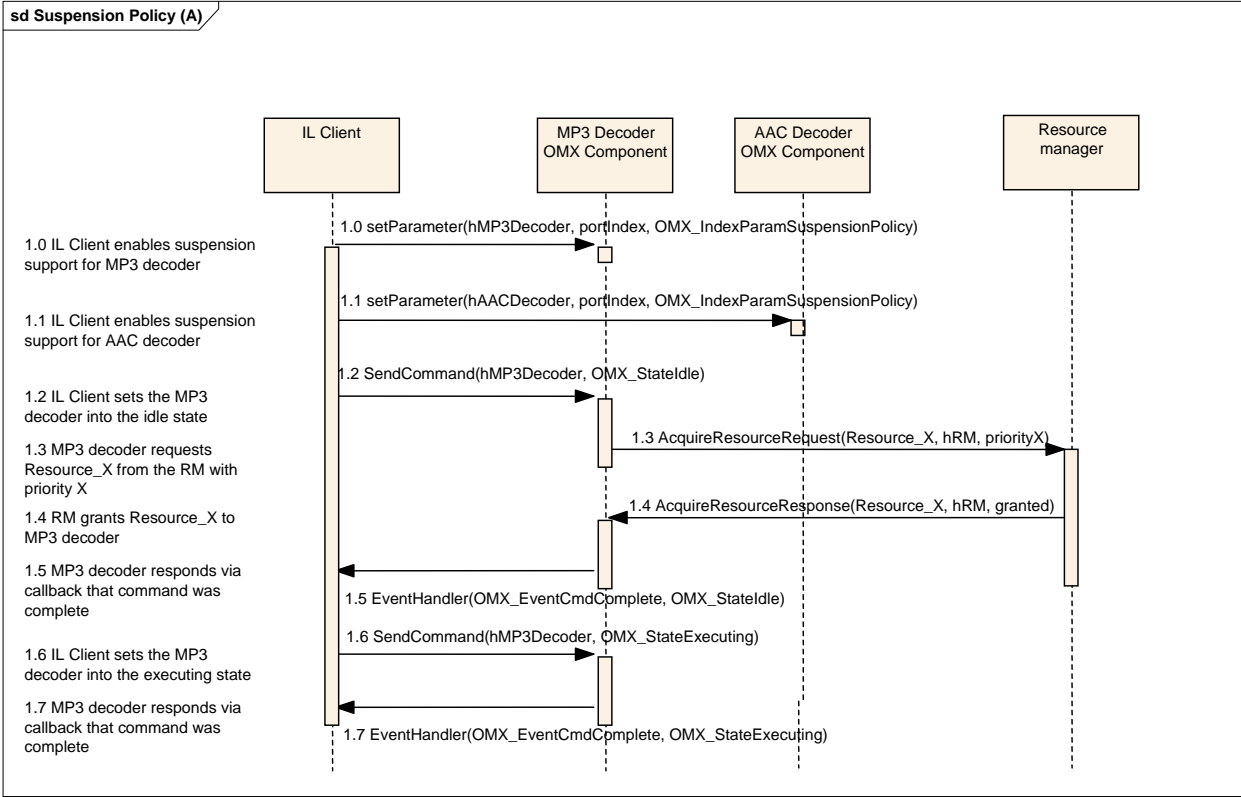 sd Suspension Policy (A)
IL Client
MP3 Decoder
OMX Component
AAC Decoder
OMX Component
Resource
manager
1.0 setParameter(hMP3Decoder, portIndex, OMX_IndexParamSuspensionPolicy)
1.0 IL Client enables suspension
support for MP3 decoder
1.1 setParameter(hAACDecoder, portIndex, OMX_IndexParamSuspensionPolicy)
1.1 IL Client enables suspension
support for AAC decoder
1.2 SendCommand(hMP3Decoder, OMX_StateIdle)
1.2 IL Client sets the MP3
decoder into the idle state
1.3 AcquireResourceRequest(Resource_X, hRM, priorityX)
1.3 MP3 decoder requests
Resource_X from the RM with
priority X
1.4 AcquireResourceResponse(Resource_X, hRM, granted)
1.4 RM grants Resource_X to
MP3 decoder
1.5 MP3 decoder responds via
callback that command was
complete
1.5 EventHandler(OMX_EventCmdComplete, OMX_StateIdle)
1.6 SendCommand(hMP3Decoder, OMX_StateExecuting)
1.6 IL Client sets the MP3
decoder into the executing state
1.7 MP3 decoder responds via
callback that command was
complete
1.7 EventHandler(OMX_EventCmdComplete, OMX_StateExecuting)